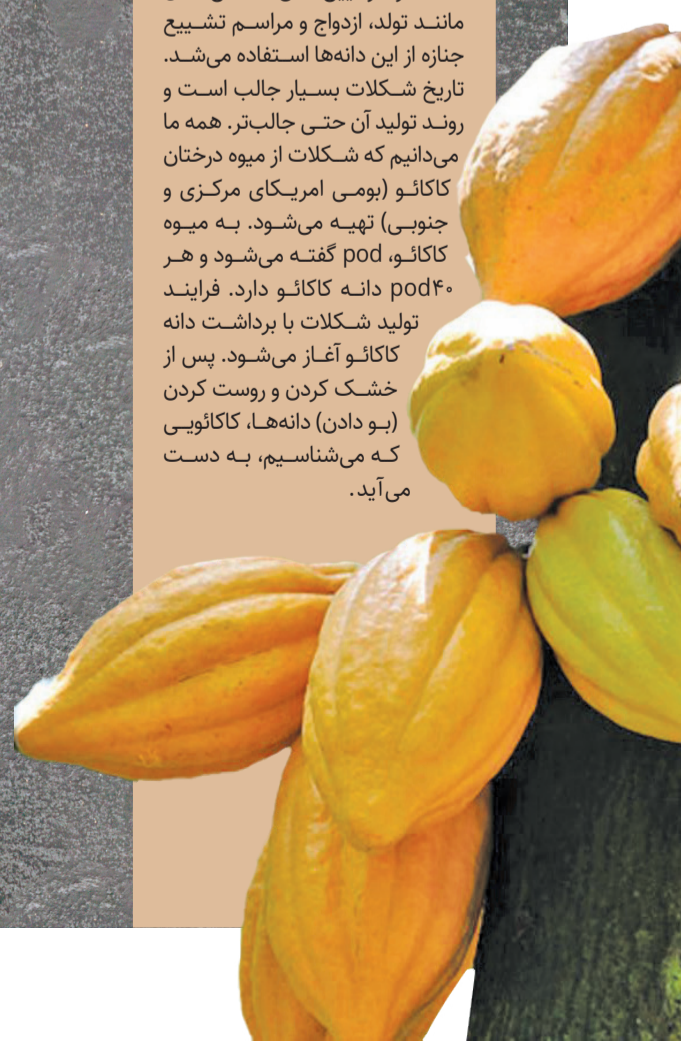 مانند تولد، ازدواج و مراسم تشییع
جنازه از این دانه‌ها استفاده می‌شد.
تاریخ شکلات بسیار جالب است و
روند تولید آن حتی جالب‌تر. همه ما
می‌دانیم که شکلات از میوه درختان
کاکائو (بومی امریکای مرکزی و
جنوبی) تهیه می‌شود. به میوه
کاکائو، pod گفته می‌شود و هر
pod۴۰ دانه کاکائو دارد. فرایند
تولید شکلات با برداشت دانه
کاکائو آغاز می‌شود. پس از
خشک کردن و روست کردن
(بو دادن) دانه‌ها، کاکائویی
که می‌شناسیم، به دست
می‌آید.